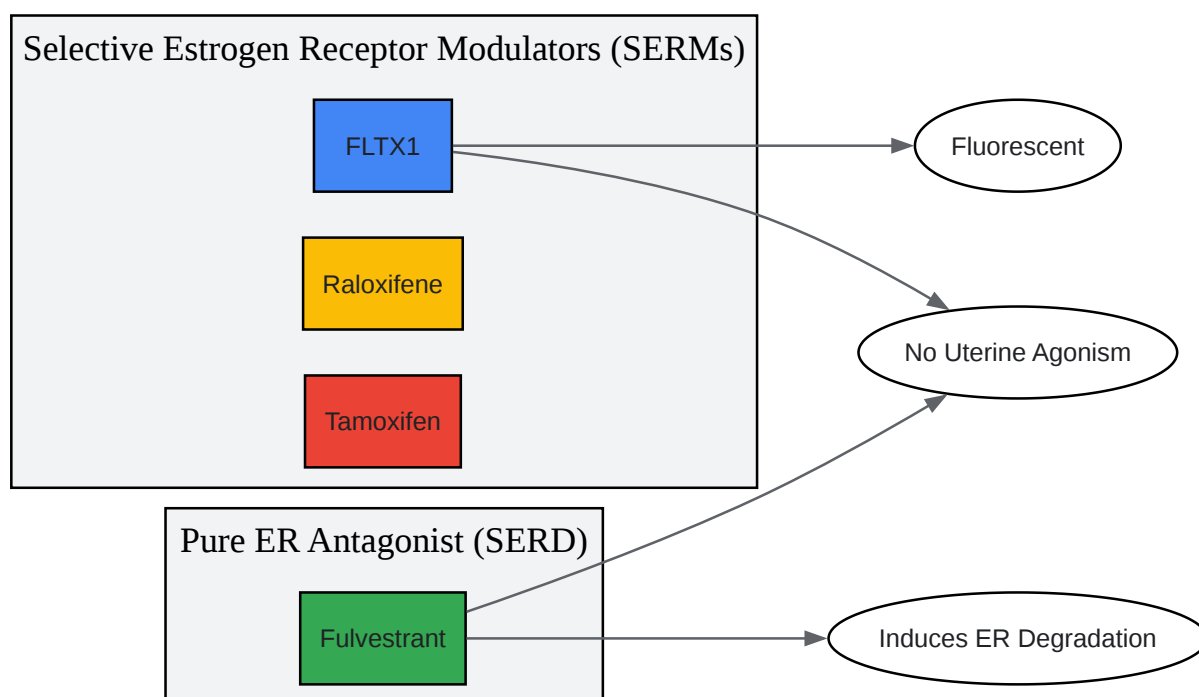 Selective Estrogen Receptor Modulators (SERMs)
FLTX1
Fluorescent
Raloxifene
No Uterine Agonism
Tamoxifen
Pure ER Antagonist (SERD)
Fulvestrant
Induces ER Degradation